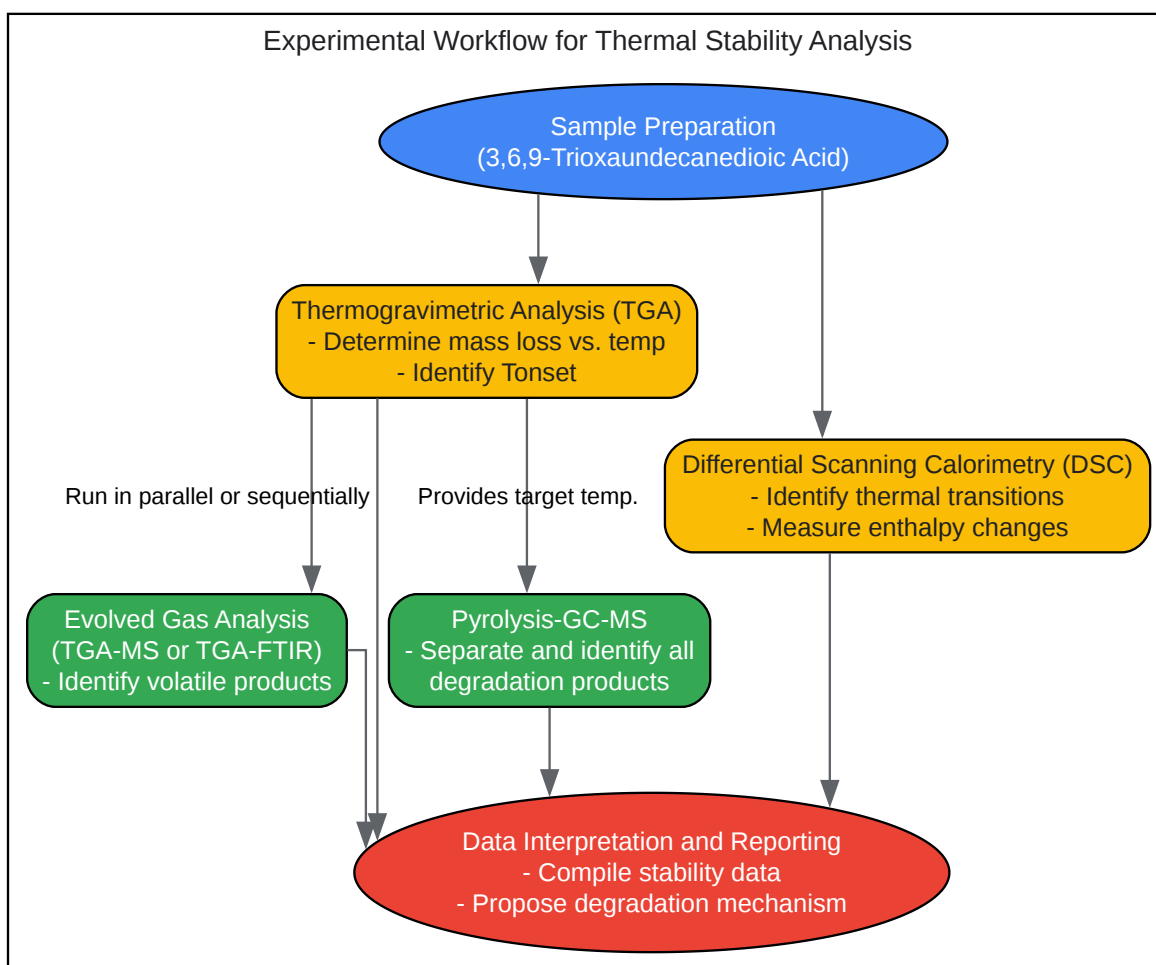 Experimental Workflow for Thermal Stability Analysis
Sample Preparation
(3,6,9-Trioxaundecanedioic Acid)
Thermogravimetric Analysis (TGA)
- Determine mass loss vs. temp
- Identify Tonset
Differential Scanning Calorimetry (DSC)
- Identify thermal transitions
- Measure enthalpy changes
Run in parallel or sequentially
Provides target temp.
Evolved Gas Analysis
(TGA-MS or TGA-FTIR)
- Identify volatile products
Pyrolysis-GC-MS
- Separate and identify all
degradation products
Data Interpretation and Reporting
- Compile stability data
- Propose degradation mechanism